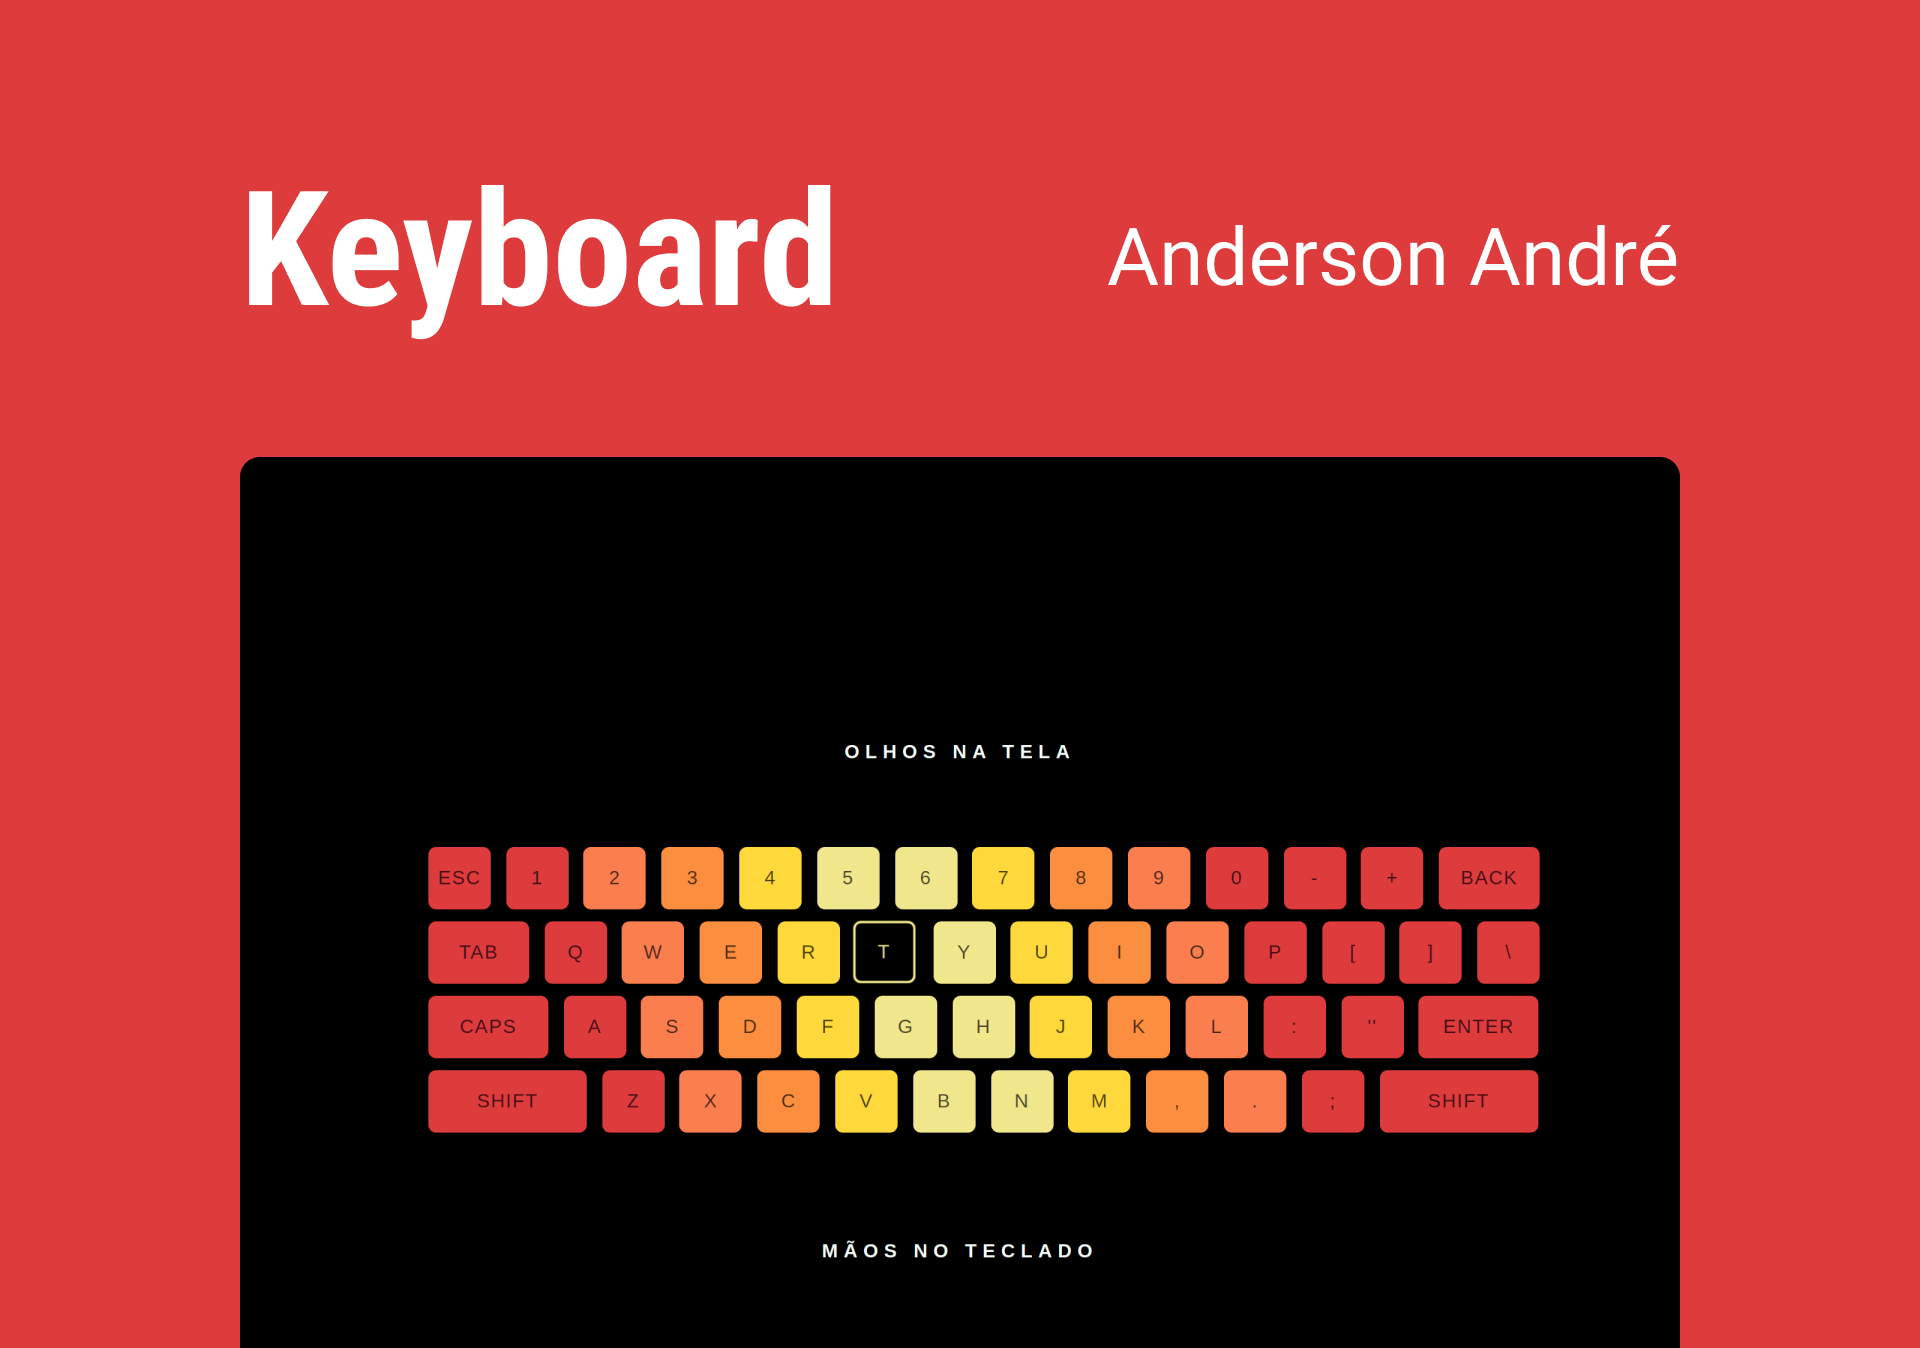 Keyboard
Anderson André
OLHOS NA TELA
ESC 1 2 3 4 5 6 7 8 9 0 - + BACK
TAB Q W E R T Y U I O P [ ] \
CAPS A S D F G H J K L : '' ENTER
SHIFT Z X C V B N M , . ; SHIFT
MÃOS NO TECLADO